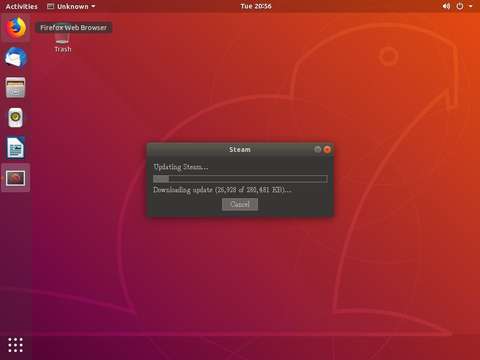 Activities
Unknown
Tue 20:56
Firefox Web Browser
Trash
Steam
Updating Steam...
Downloading update (26,928 of 280,481 KB)...
Cancel